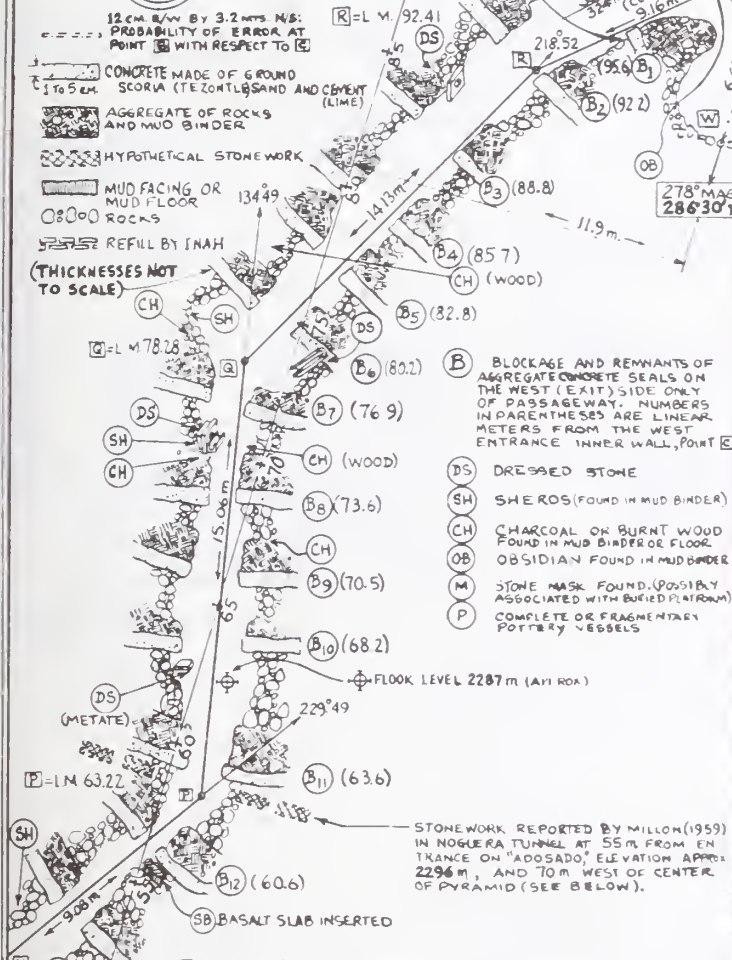 12 CM. E/W BY 3.2 MTS. N/S:
PROBABILITY OF ERROR AT
POINT WITH RESPECT TO C
1 TO 5 CM.
CONCRETE MADE OF GROUND
SCORIA (TEZONTLE) SAND AND CEMENT
(LIME)
AGGREGATE OF ROCKS
AND MUD BINDER
HYPOTHETICAL STONEWORK
MUD FACING OR
MUD FLOOR
ROCKS
REFILL BY INAH
(THICKNESSES NOT
TO SCALE)
R = L M. 92.41
DS
218°52
R
9.16 m
(95.6) B1
B2 (92.2)
W
OB
278° MAG
286°30'
B3 (88.8)
14.13m
11.9 m.
134°49
B4 (85.7)
CH (WOOD)
CH
SH
B5 (82.8)
DS
75
Q = L M. 78.28
Q
B6 (80.2)
B7 (76.9)
DS
SH
CH
CH (WOOD)
70
B8 (73.6)
15.06 m
CH
B9 (70.5)
65
B10 (68.2)
FLOOK LEVEL 2287 m (APPROX)
DS
(METATE)
229°49
60
P = L M 63.22
P
B11 (63.6)
SH
B12 (60.6)
9.08 m
55
SB BASALT SLAB INSERTED
B BLOCKAGE AND REMNANTS OF
AGGREGATE CONCRETE SEALS ON
THE WEST (EXIT) SIDE ONLY
OF PASSAGEWAY. NUMBERS
IN PARENTHESES ARE LINEAR
METERS FROM THE WEST
ENTRANCE INNER WALL, POINT C
DS DRESSED STONE
SH SHERDS (FOUND IN MUD BINDER)
CH CHARCOAL OR BURNT WOOD
FOUND IN MUD BINDER OR FLOOR
OB OBSIDIAN FOUND IN MUD BINDER
M STONE MASK FOUND. (POSSIBLY
ASSOCIATED WITH BURIED PLATFORM)
P COMPLETE OR FRAGMENTARY
POTTERY VESSELS
STONEWORK REPORTED BY MILLON (1959)
IN NOGUERA TUNNEL AT 55 m FROM EN
TRANCE ON "ADOSADO," ELEVATION APPROX
2296 m, AND 70 m WEST OF CENTER
OF PYRAMID (SEE BELOW).